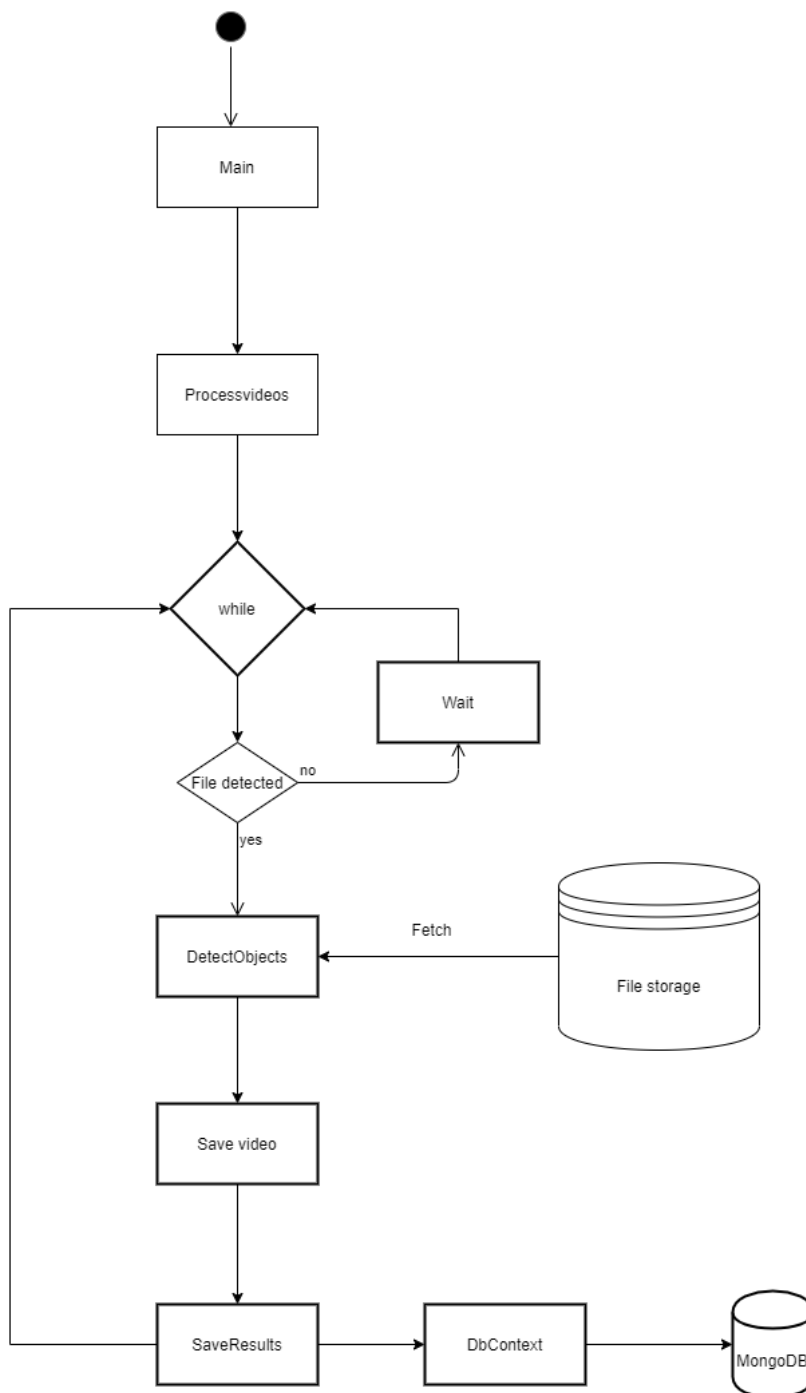 Main
Processvideos
while
Wait
File detected
no
yes
Fetch
DetectObjects
File storage
Save video
SaveResults
DbContext
MongoDB